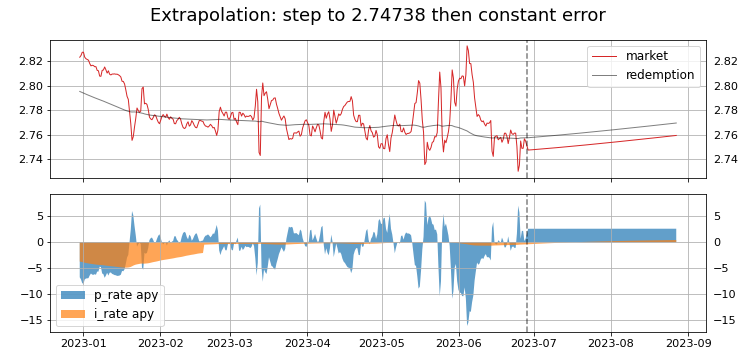 Extrapolation: step to 2.74738 then constant error
2.82 2.82
market
2.80 redemption 2.80
2.78 2.78
2.76 2.76
2.74 2.74
5 5
0 0
−5 −5
−10 p_rate apy −10
−15 i_rate apy −15
2023-01 2023-02 2023-03 2023-04 2023-05 2023-06 2023-07 2023-08 2023-09